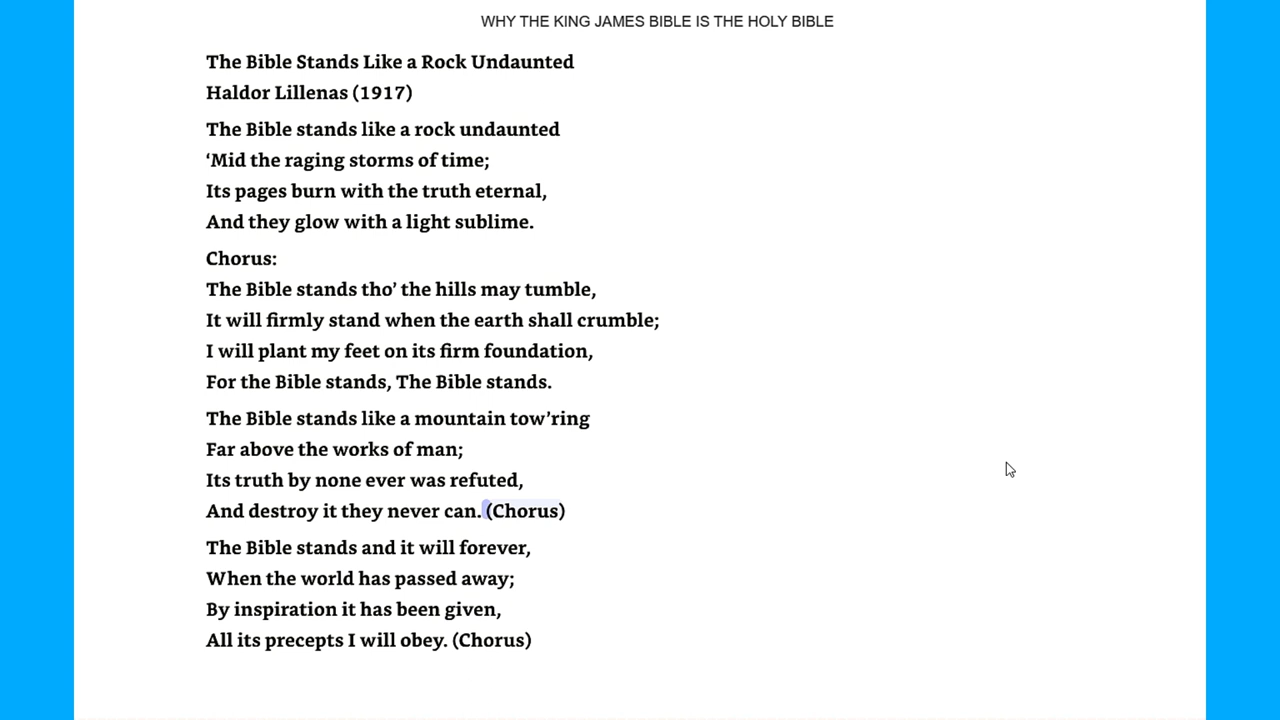 WHY THE KING JAMES BIBLE IS THE HOLY BIBLE
The Bible Stands Like a Rock Undaunted
Haldor Lillenas (1917)
The Bible stands like a rock undaunted
‘Mid the raging storms of time;
Its pages burn with the truth eternal,
And they glow with a light sublime.
Chorus:
The Bible stands tho’ the hills may tumble,
It will firmly stand when the earth shall crumble;
I will plant my feet on its firm foundation,
For the Bible stands, The Bible stands.
The Bible stands like a mountain tow’ring
Far above the works of man;
Its truth by none ever was refuted,
And destroy it they never can. (Chorus)
The Bible stands and it will forever,
When the world has passed away;
By inspiration it has been given,
All its precepts I will obey. (Chorus)